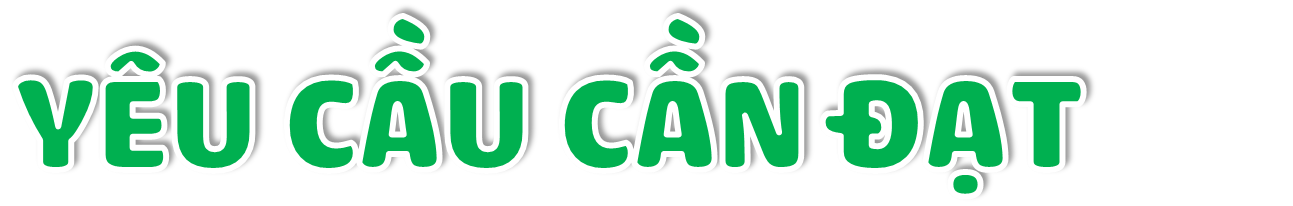 YÊU CẦU CẦN ĐẠT